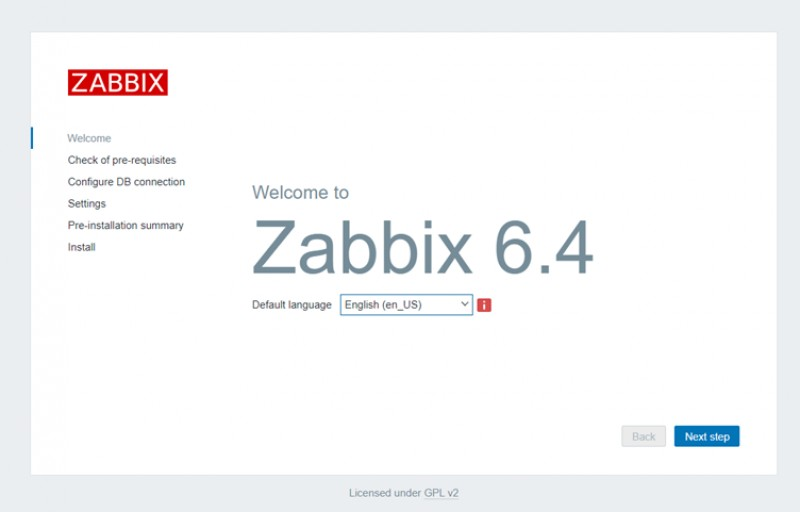 ZABBIX
Welcome
Check of pre-requisites
Configure DB connection
Settings
Pre-installation summary
Install
Welcome to
Zabbix 6.4
Default language English (en_US) i
Back Next step
Licensed under GPL v2